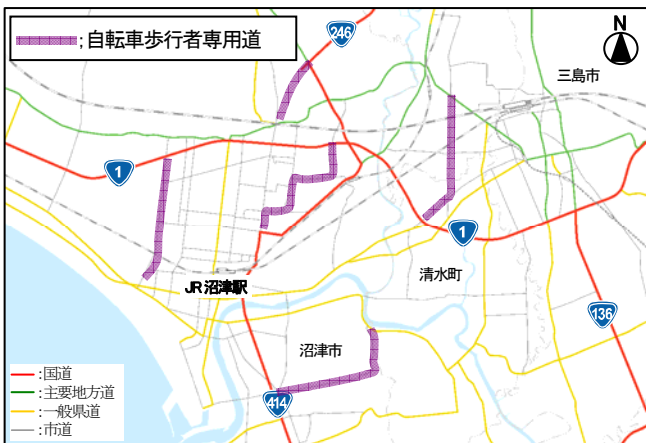 ;自転車歩行者専用道
N
246
三島市
1
1
清水町
JR沼津駅
136
沼津市
414
:国道
:主要地方道
:一般県道
:市道